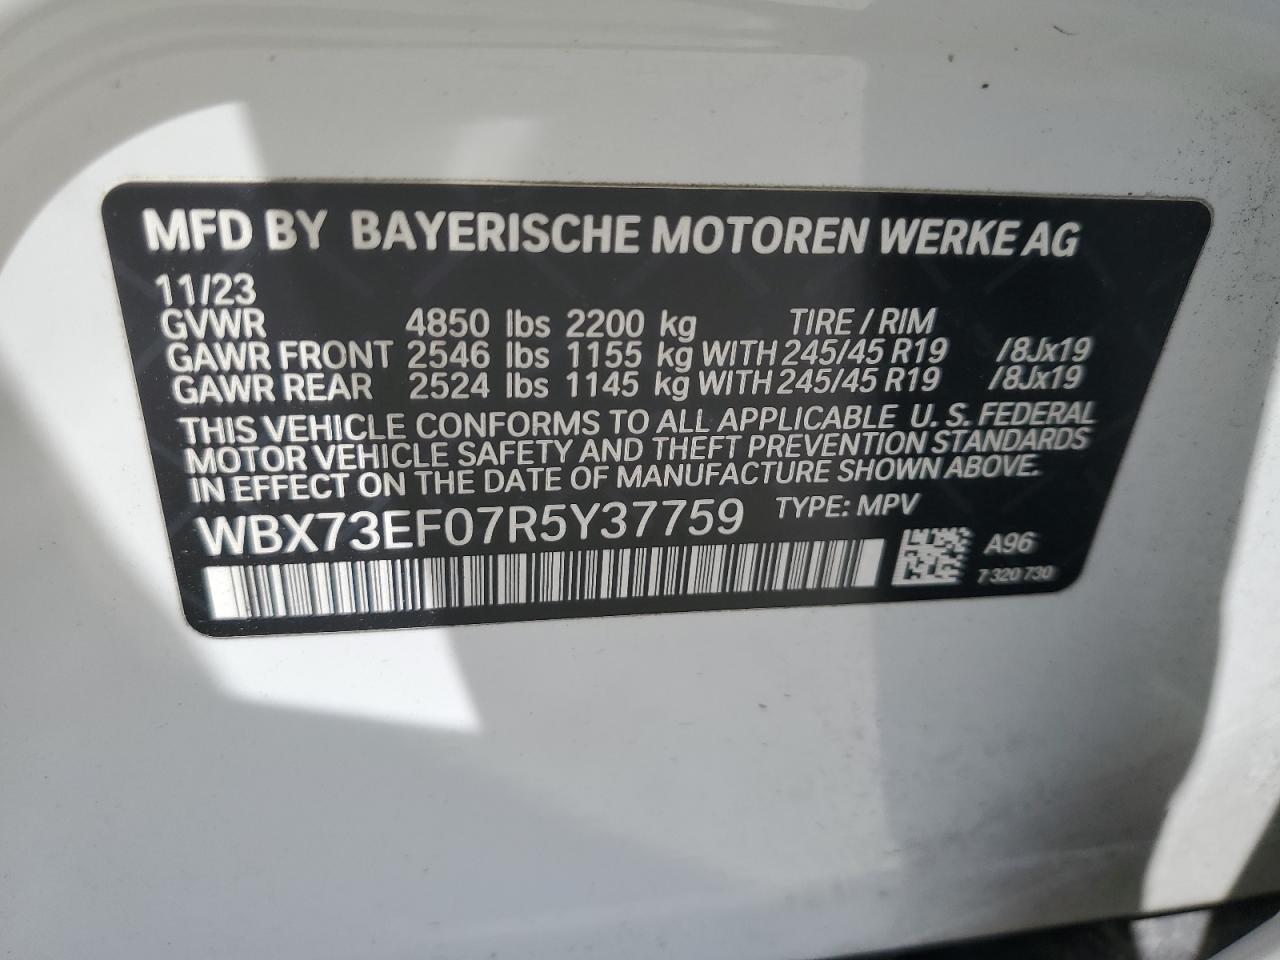 MFD BY BAYERISCHE MOTOREN WERKE AG
11/23
GVWR 4850 lbs 2200 kg TIRE / RIM
GAWR FRONT 2546 lbs 1155 kg WITH 245/45 R19 /8Jx19
GAWR REAR 2524 lbs 1145 kg WITH 245/45 R19 /8Jx19
THIS VEHICLE CONFORMS TO ALL APPLICABLE U.S. FEDERAL
MOTOR VEHICLE SAFETY AND THEFT PREVENTION STANDARDS
IN EFFECT ON THE DATE OF MANUFACTURE SHOWN ABOVE.
WBX73EF07R5Y37759 TYPE: MPV
A96
7 320 730